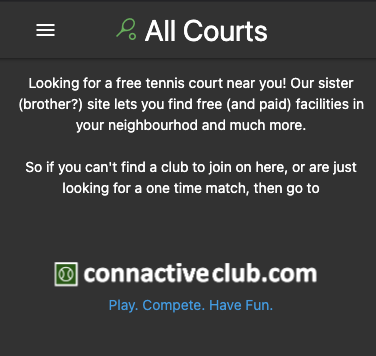 All Courts
Looking for a free tennis court near you! Our sister
(brother?) site lets you find free (and paid) facilities in
your neighbourhod and much more.
So if you can't find a club to join on here, or are just
looking for a one time match, then go to
connactiveclub.com
Play. Compete. Have Fun.